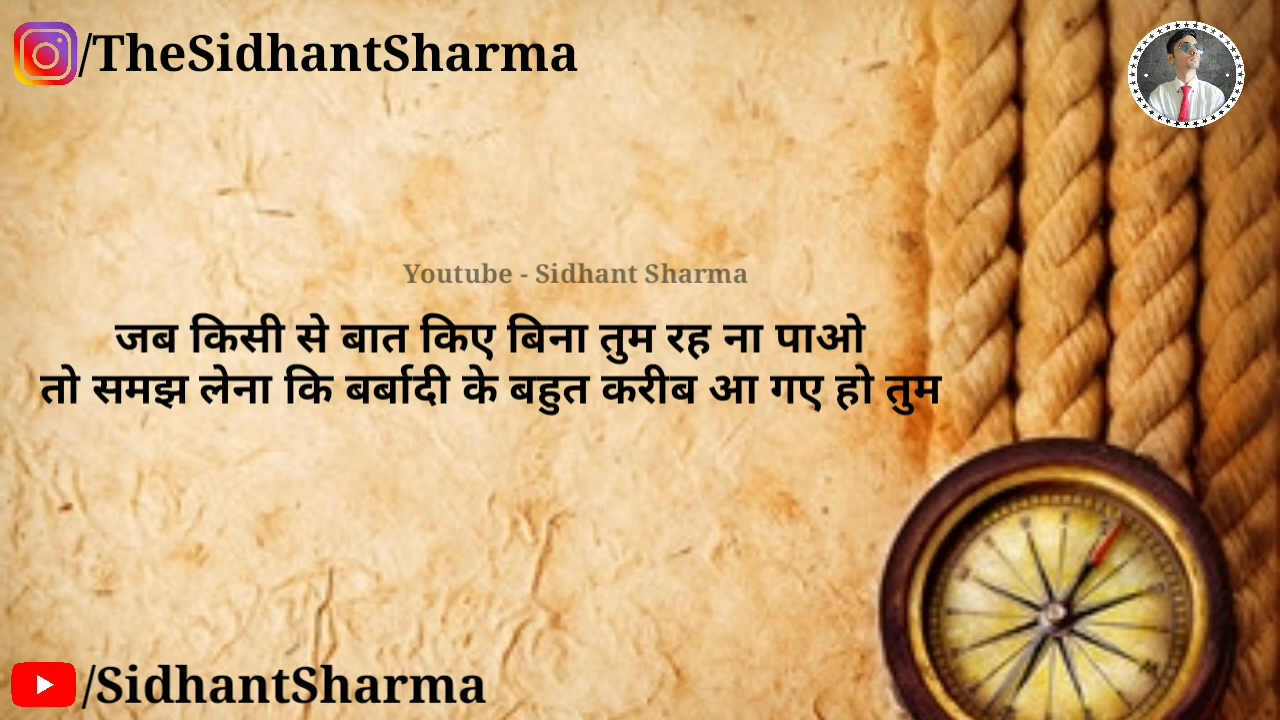 /TheSidhantSharma
Youtube - Sidhant Sharma
जब किसी से बात किए बिना तुम रह ना पाओ
तो समझ लेना कि बर्बादी के बहुत करीब आ गए हो तुम
/SidhantSharma